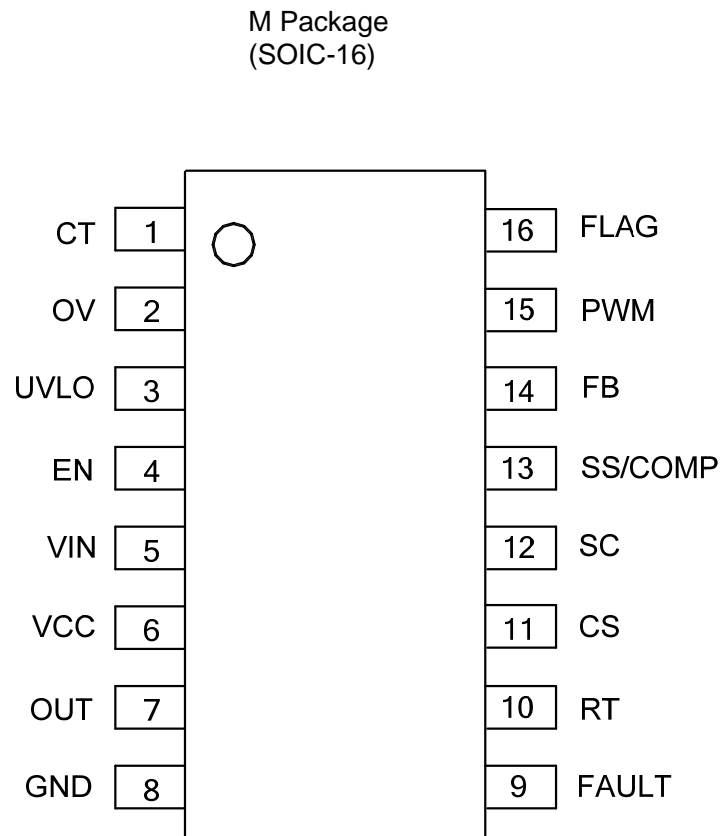 M Package
(SOIC-16)
CT 1 16 FLAG
OV 2 15 PWM
UVLO 3 14 FB
EN 4 13 SS/COMP
VIN 5 12 SC
VCC 6 11 CS
OUT 7 10 RT
GND 8 9 FAULT